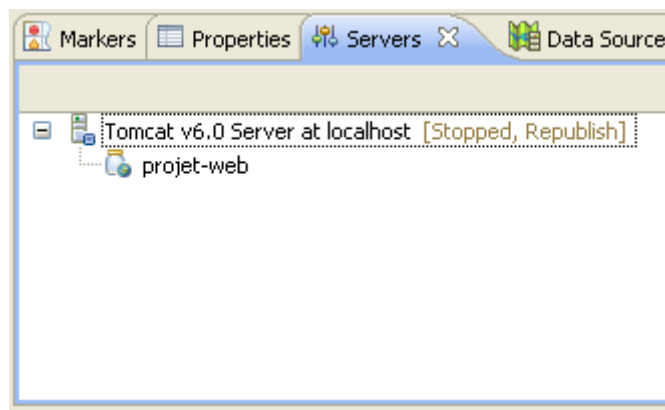 Markers Properties Servers Data Source
Tomcat v6.0 Server at localhost [Stopped, Republish]
projet-web